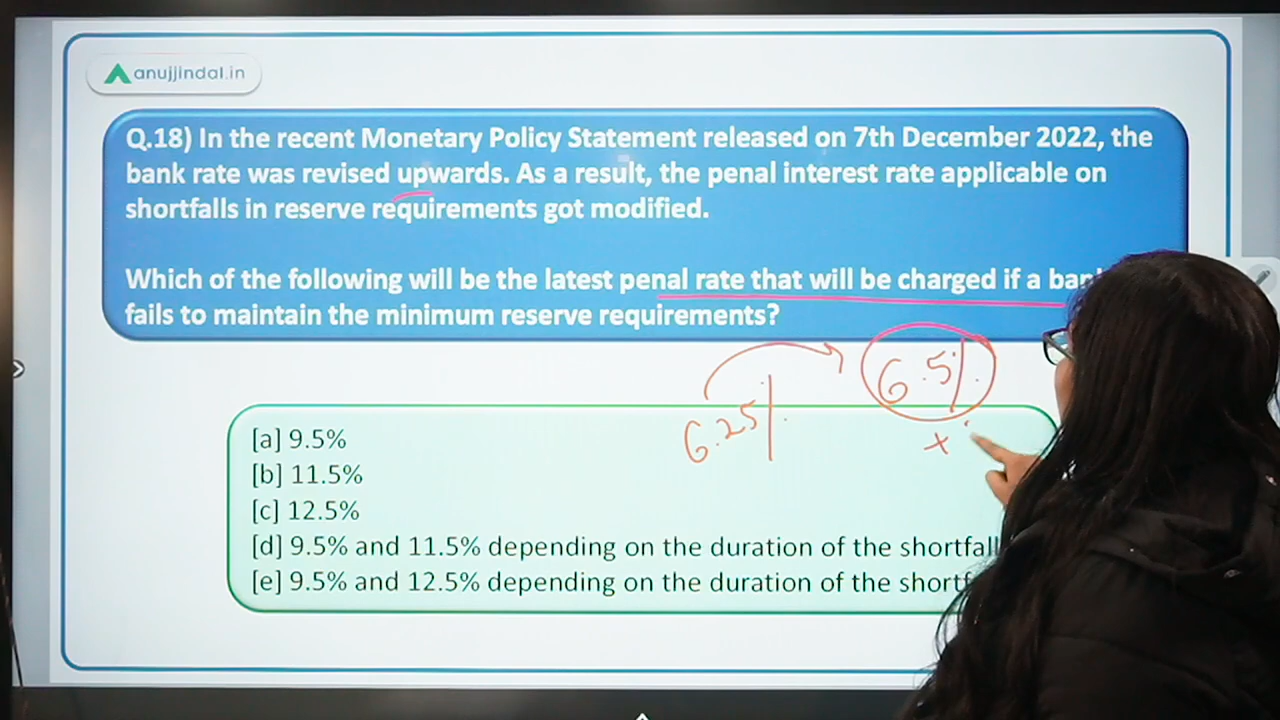 anujjindal.in
Q.18) In the recent Monetary Policy Statement released on 7th December 2022, the
bank rate was revised upwards. As a result, the penal interest rate applicable on
shortfalls in reserve requirements got modified.
Which of the following will be the latest penal rate that will be charged if a
fails to maintain the minimum reserve requirements?
6.25% 6.5%
+
[a] 9.5%
[b] 11.5%
[c] 12.5%
[d] 9.5% and 11.5% depending on the duration of the shortfall
[e] 9.5% and 12.5% depending on the duration of the